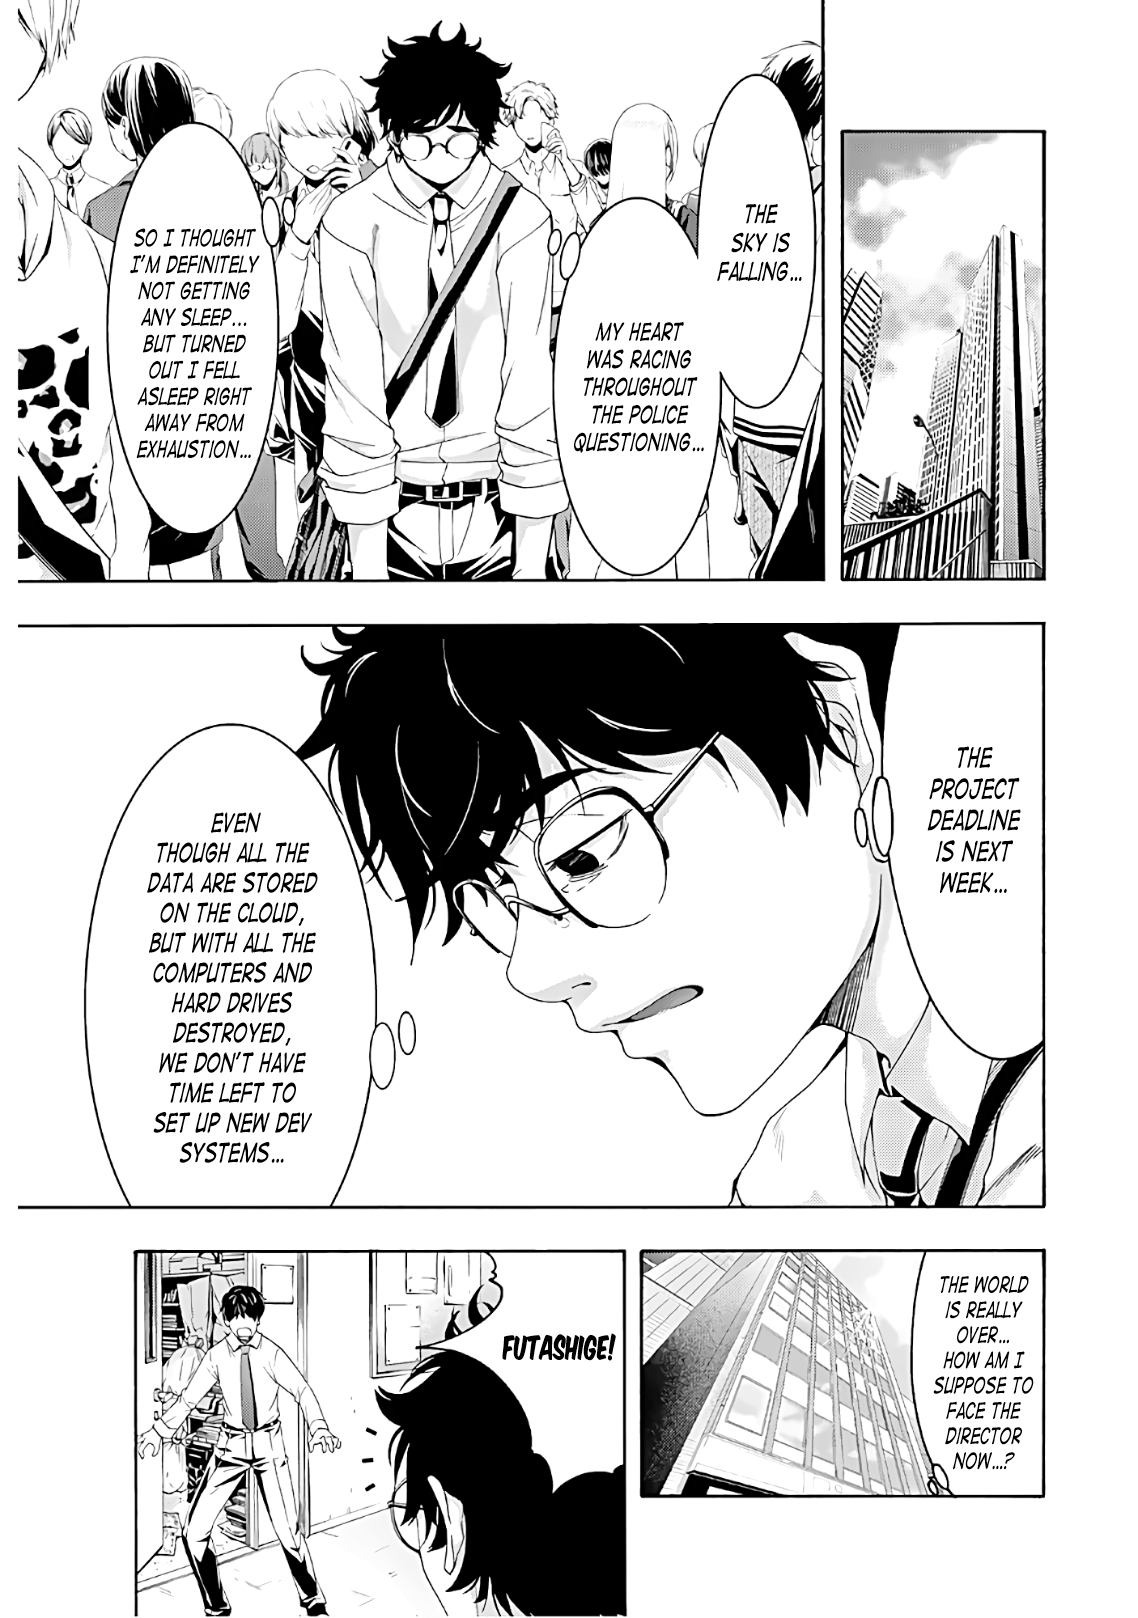 THE
SKY IS
FALLING...
MY HEART
WAS RACING
THROUGHOUT
THE POLICE
QUESTIONING...
SO I THOUGHT
I'M DEFINITELY
NOT GETTING
ANY SLEEP...
BUT TURNED
OUT I FELL
ASLEEP RIGHT
AWAY FROM
EXHAUSTION...
THE
PROJECT
DEADLINE
IS NEXT
WEEK...
EVEN
THOUGH ALL THE
DATA ARE STORED
ON THE CLOUD,
BUT WITH ALL THE
COMPUTERS AND
HARD DRIVES
DESTROYED,
WE DON'T HAVE
TIME LEFT TO
SET UP NEW DEV
SYSTEMS...
THE WORLD
IS REALLY
OVER...
HOW AM I
SUPPOSE TO
FACE THE
DIRECTOR
NOW...?
FUTASHIGE!